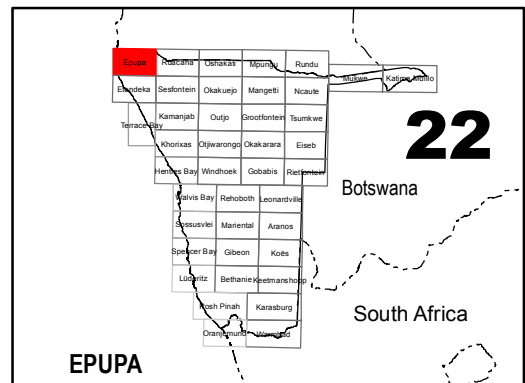 Epupa Ruacana Oshakati Mpungu Rundu
Mukwe Katima Mulilo
Etendeka Sesfontein Okakuejo Mangetti Ncaute
Terrace Bay Kamanjab Outjo Grootfontein Tsumkwe
22
Khorixas Otjiwarongo Okakarara Eiseb
Henties Bay Windhoek Gobabis Rietfontein
Botswana
Walvis Bay Rehoboth Leonardville
Sossusvlei Mariental Aranos
Spencer Bay Gibeon Koës
Lüderitz Bethanie Keetmanshoop
Rosh Pinah Karasburg
South Africa
Oranjemund Warmbad
EPUPA